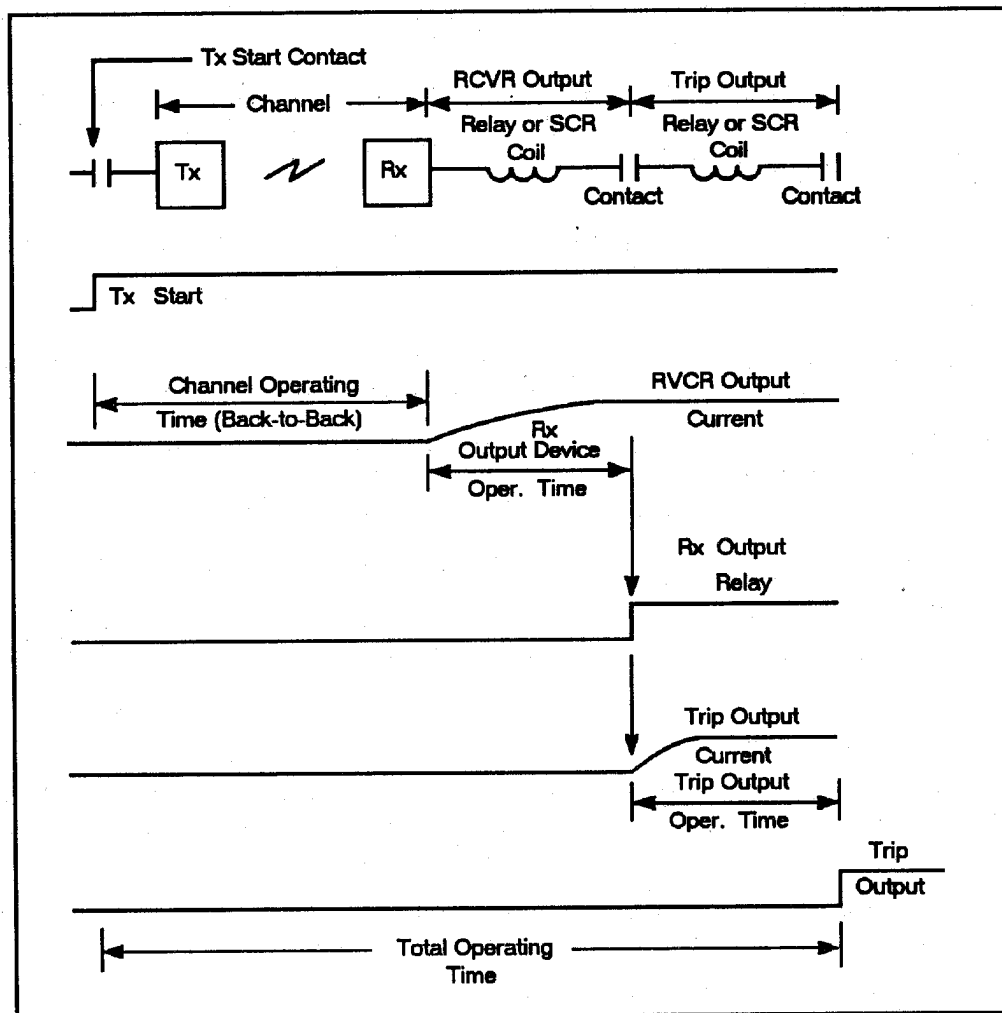 Tx Start Contact
Channel
RCVR Output
Relay or SCR
Coil
Contact
Trip Output
Relay or SCR
Coil
Contact
Tx
Rx
Tx Start
Channel Operating
Time (Back-to-Back)
RVCR Output
Current
Rx
Output Device
Oper. Time
Rx Output
Relay
Trip Output
Current
Trip Output
Oper. Time
Trip
Output
Total Operating
Time